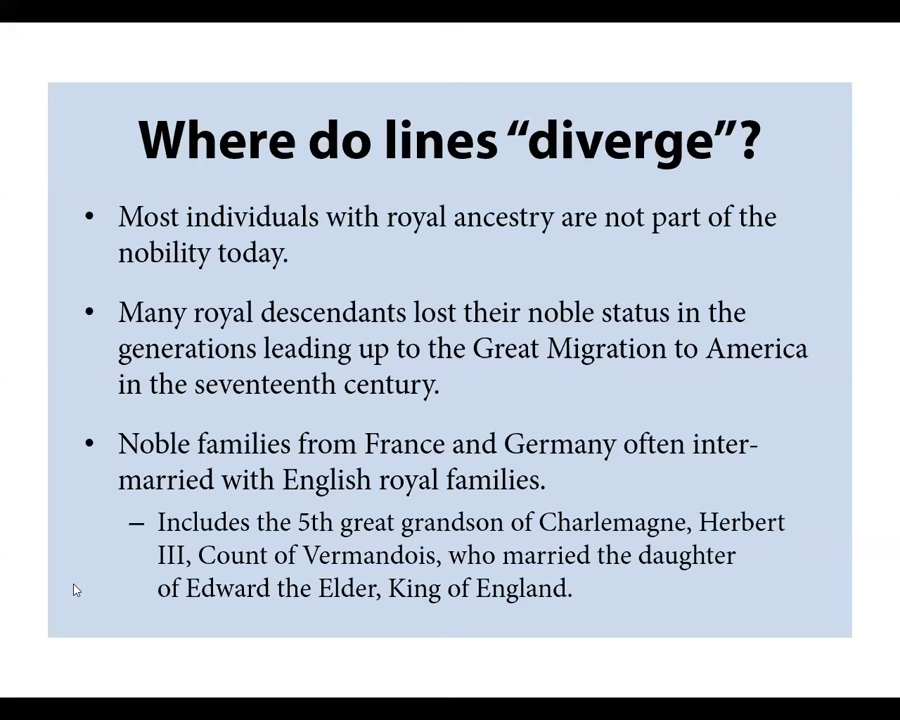 Where do lines “diverge”?
• Most individuals with royal ancestry are not part of the
nobility today.
• Many royal descendants lost their noble status in the
generations leading up to the Great Migration to America
in the seventeenth century.
• Noble families from France and Germany often inter-
married with English royal families.
– Includes the 5th great grandson of Charlemagne, Herbert
III, Count of Vermandois, who married the daughter
of Edward the Elder, King of England.